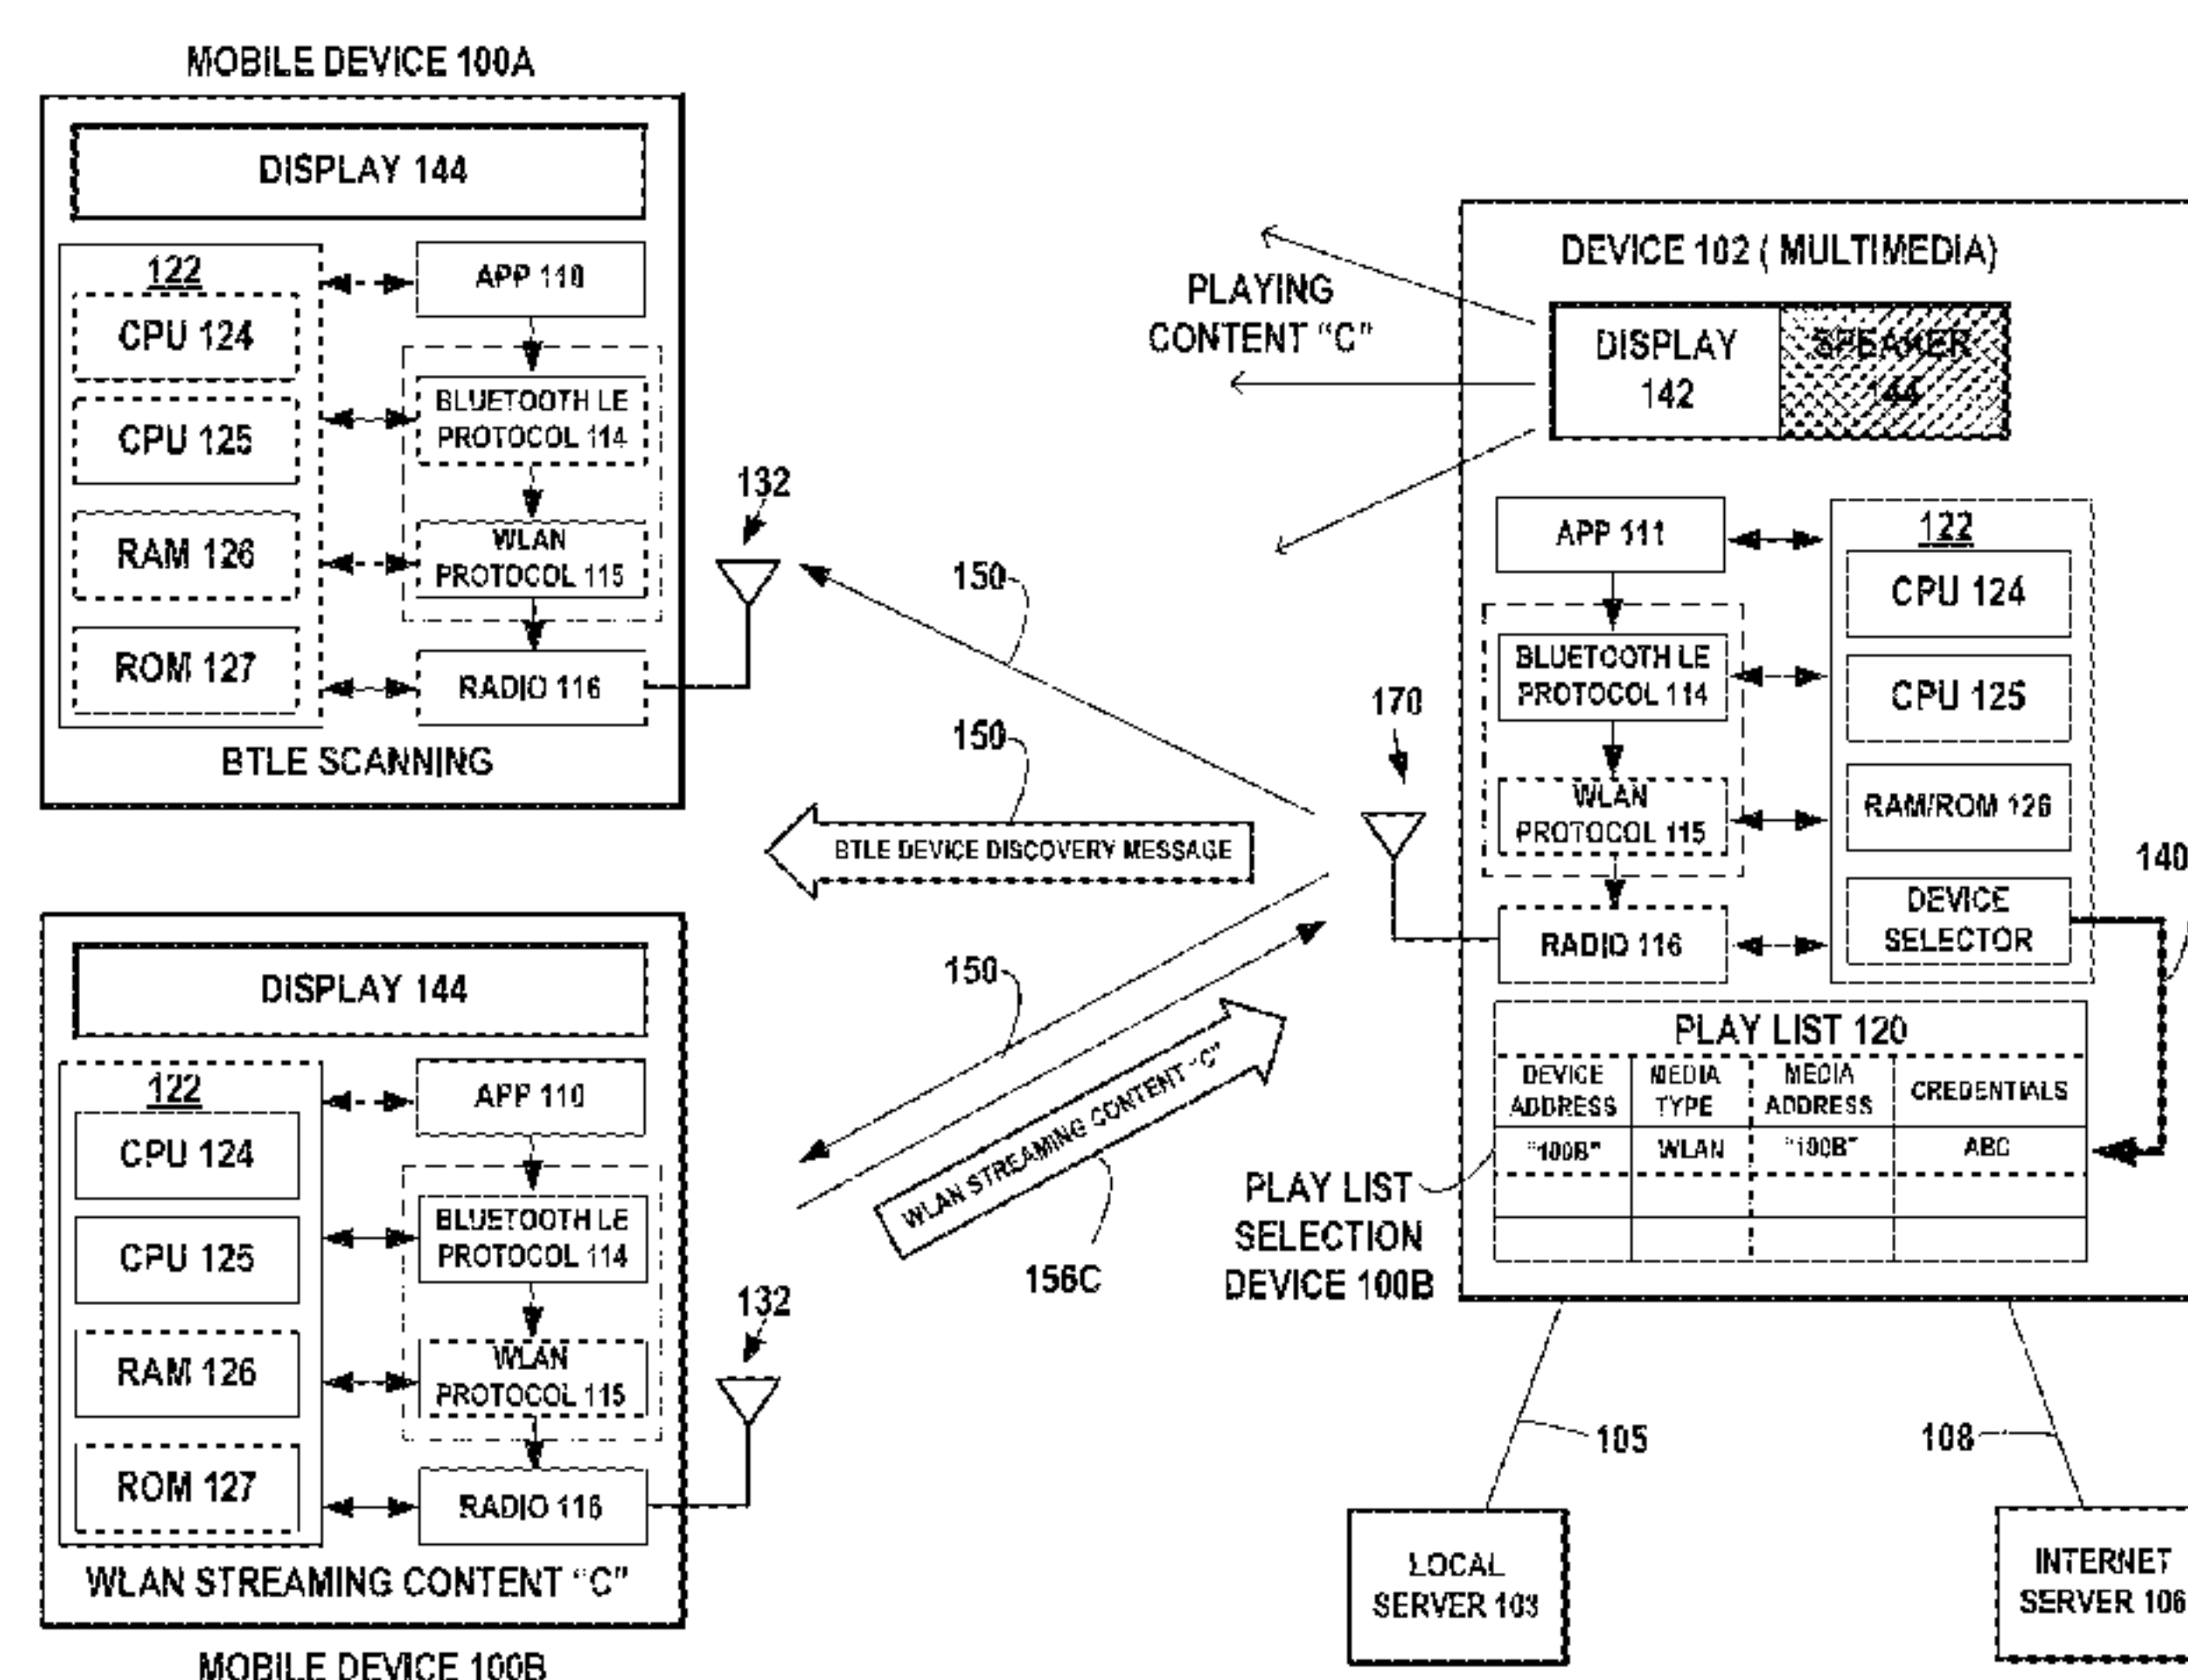 MOBILE DEVICE 100A
DISPLAY 144
122
CPU 124
CPU 125
RAM 126
ROM 127
APP 110
BLUETOOTH LE
PROTOCOL 114
WLAN
PROTOCOL 115
RADIO 116
BTLE SCANNING
132
DISPLAY 144
122
CPU 124
CPU 125
RAM 126
ROM 127
APP 110
BLUETOOTH LE
PROTOCOL 114
WLAN
PROTOCOL 115
RADIO 116
WLAN STREAMING CONTENT "C"
MOBILE DEVICE 100B
132
150
150
BTLE DEVICE DISCOVERY MESSAGE
150
WLAN STREAMING CONTENT "C"
156C
PLAYING
CONTENT "C"
170
DEVICE 102 ( MULTIMEDIA)
DISPLAY
142
SPEAKER
144
APP 111
BLUETOOTH LE
PROTOCOL 114
WLAN
PROTOCOL 115
RADIO 116
122
CPU 124
CPU 125
RAM/ROM 126
DEVICE
SELECTOR
140
PLAY LIST 120
DEVICE
ADDRESS
MEDIA
TYPE
MEDIA
ADDRESS
CREDENTIALS
"100B"
WLAN
"100B"
ABC
PLAY LIST
SELECTION
DEVICE 100B
105
108
LOCAL
SERVER 103
INTERNET
SERVER 106